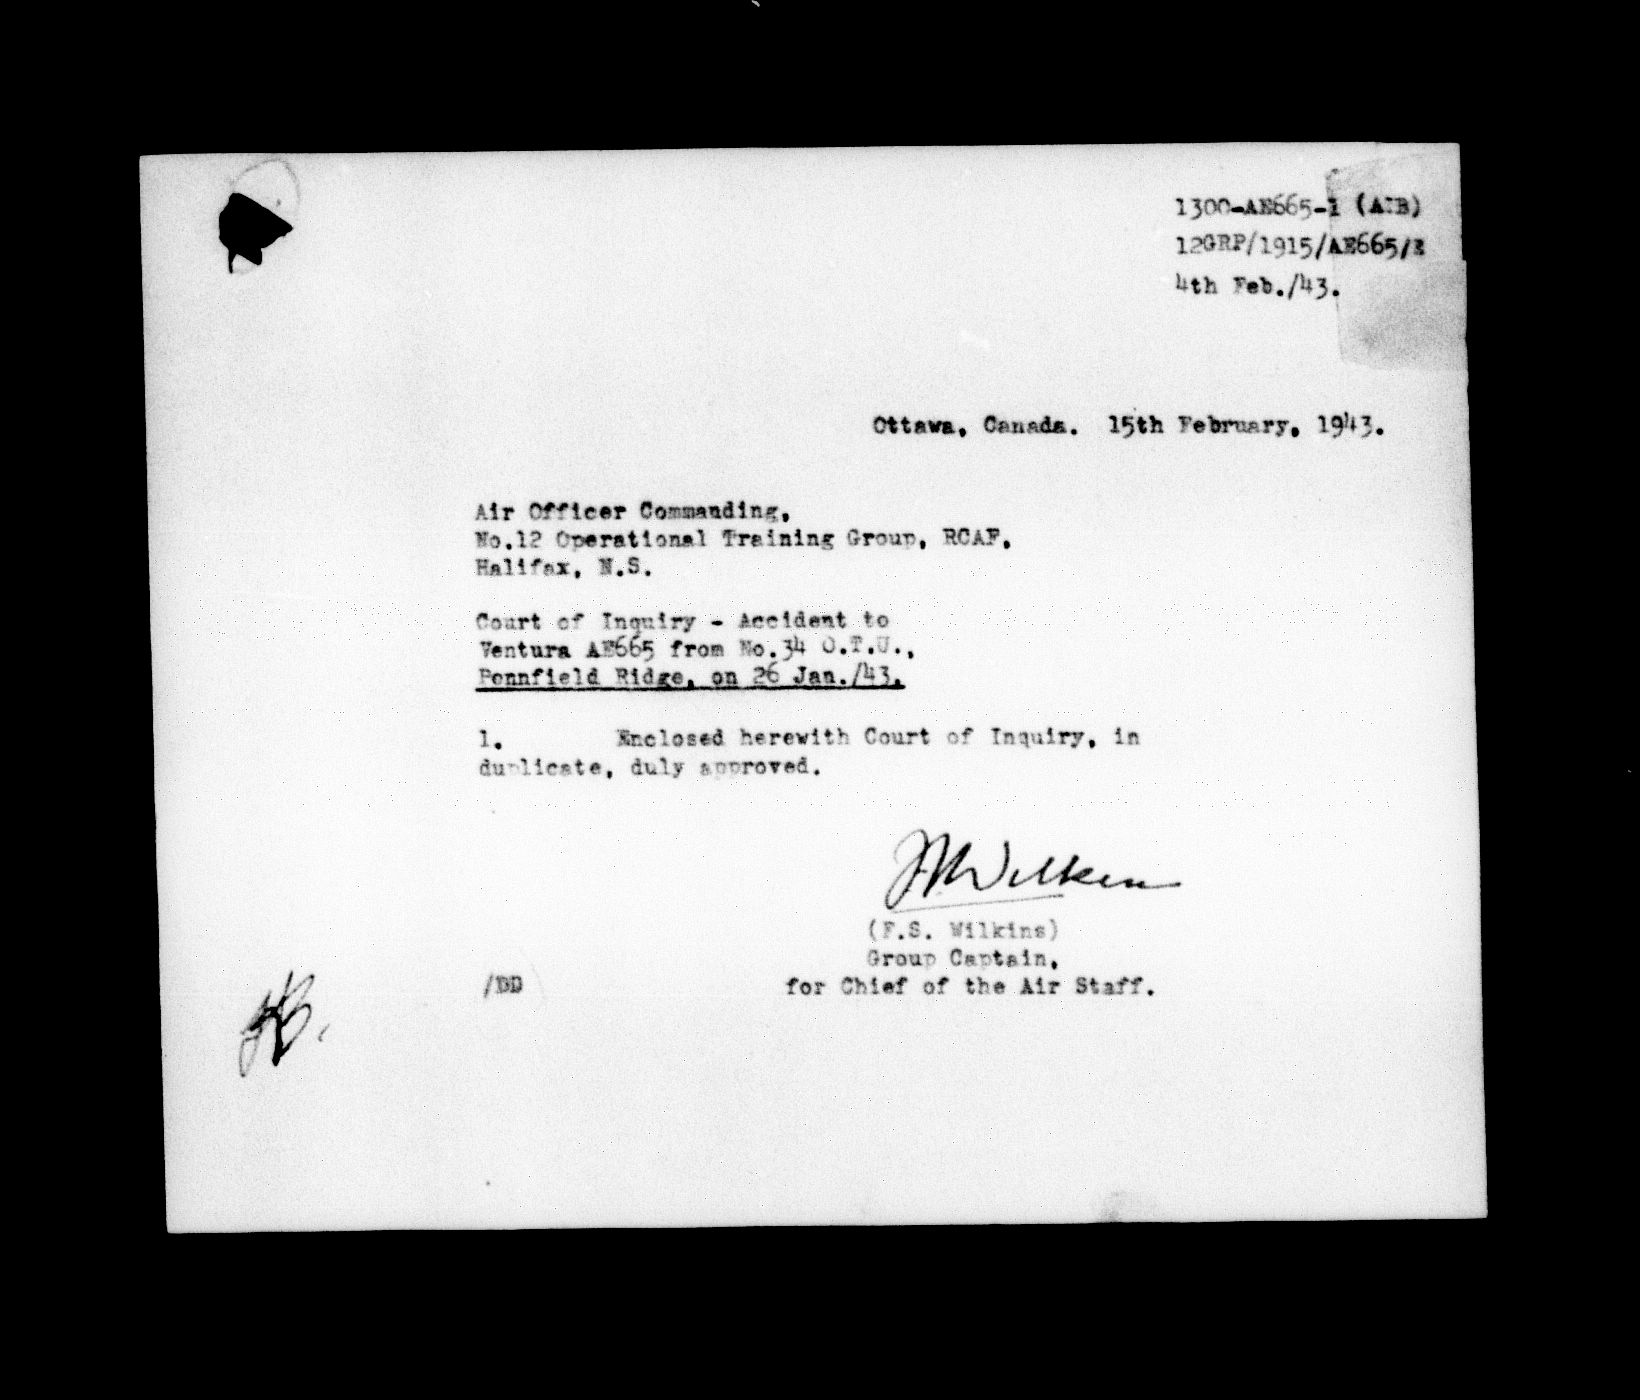 1300-AE665-1 (AIB)
12GRP/1915/AE665/E
4th Feb./43.
Ottawa, Canada. 15th February, 1943.
Air Officer Commanding,
No.12 Operational Training Group, RCAF,
Halifax, N.S.
Court of Inquiry - Accident to
Ventura AE665 from No.34 O.T.U.,
Pennfield Ridge, on 26 Jan./43.
1. Enclosed herewith Court of Inquiry, in
duplicate, duly approved.
(F.S. Wilkins)
Group Captain,
/DD for Chief of the Air Staff.